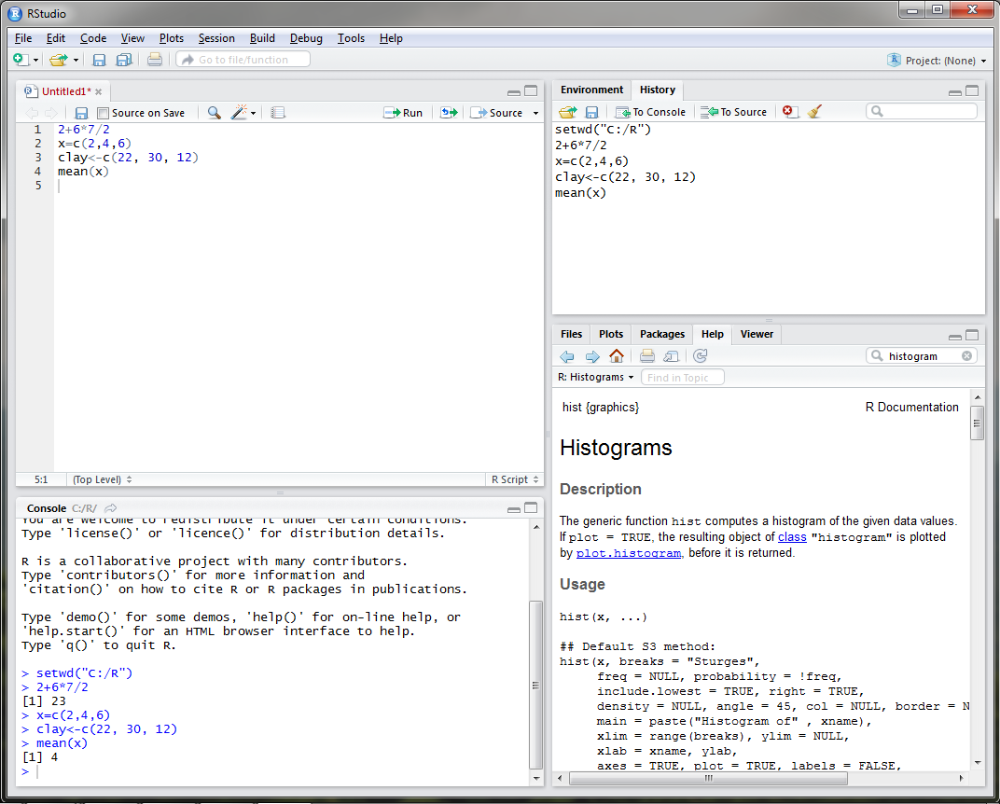 RStudio
File Edit Code View Plots Session Build Debug Tools Help
Go to file/function
Project: (None)
Untitled1*
Source on Save
Run
Source
1 2+6*7/2
2 x=c(2,4,6)
3 clay<-c(22, 30, 12)
4 mean(x)
5
5:1 (Top Level) R Script
Console C:/R/
You are welcome to redistribute it under certain conditions.
Type 'license()' or 'licence()' for distribution details.
R is a collaborative project with many contributors.
Type 'contributors()' for more information and
'citation()' on how to cite R or R packages in publications.
Type 'demo()' for some demos, 'help()' for on-line help, or
'help.start()' for an HTML browser interface to help.
Type 'q()' to quit R.
> setwd("C:/R")
> 2+6*7/2
[1] 23
> x=c(2,4,6)
> clay<-c(22, 30, 12)
> mean(x)
[1] 4
>
Environment History
To Console To Source
setwd("C:/R")
2+6*7/2
x=c(2,4,6)
clay<-c(22, 30, 12)
mean(x)
Files Plots Packages Help Viewer
histogram
R: Histograms Find in Topic
hist {graphics} R Documentation
Histograms
Description
The generic function hist computes a histogram of the given data values.
If plot = TRUE, the resulting object of class "histogram" is plotted
by plot.histogram, before it is returned.
Usage
hist(x, ...)
## Default S3 method:
hist(x, breaks = "Sturges",
freq = NULL, probability = !freq,
include.lowest = TRUE, right = TRUE,
density = NULL, angle = 45, col = NULL, border = N
main = paste("Histogram of" , xname),
xlim = range(breaks), ylim = NULL,
xlab = xname, ylab,
axes = TRUE, plot = TRUE, labels = FALSE,